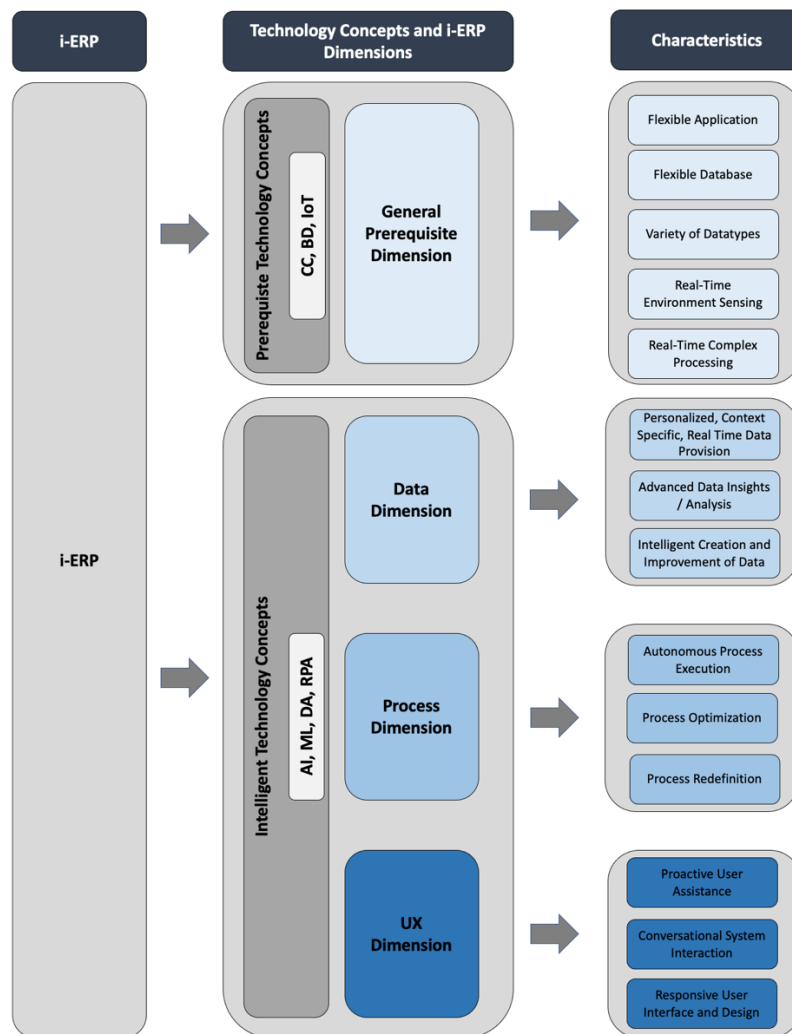 i-ERP
Technology Concepts and i-ERP
Dimensions
Characteristics
i-ERP
Prerequiste Technology Concepts
CC, BD, IoT
General
Prerequisite
Dimension
Flexible Application
Flexible Database
Variety of Datatypes
Real-Time
Environment Sensing
Real-Time Complex
Processing
Intelligent Technology Concepts
AI, ML, DA, RPA
Data
Dimension
Personalized, Context
Specific, Real Time Data
Provision
Advanced Data Insights
/ Analysis
Intelligent Creation and
Improvement of Data
Process
Dimension
Autonomous Process
Execution
Process Optimization
Process Redefinition
UX
Dimension
Proactive User
Assistance
Conversational System
Interaction
Responsive User
Interface and Design